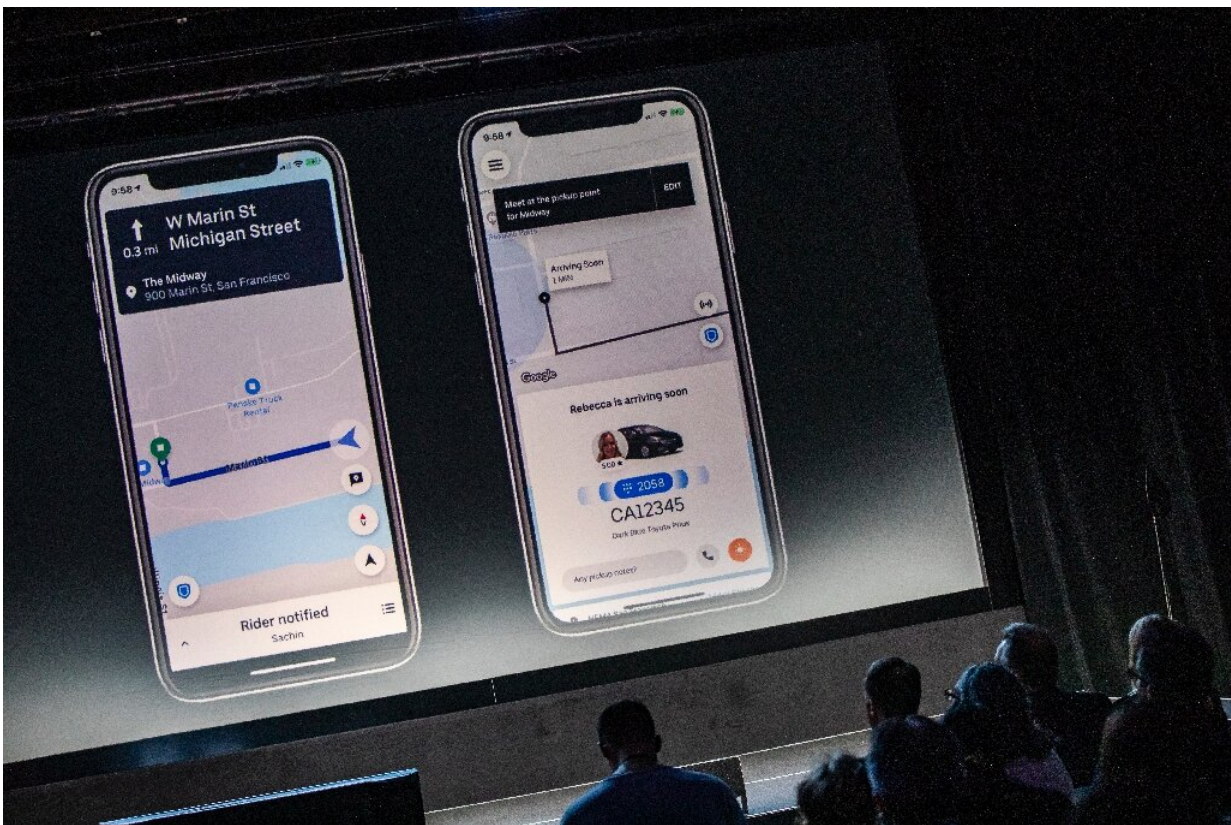 9:58
W Marin St
Michigan Street
0.3 mi
The Midway
900 Marin St, San Francisco
Penske Truck
Rental
Marin St
Midway
Rider notified
Sachin
9:58
Meet at the pickup point
for Midway
EDIT
Arriving Soon
1 MIN
Google
Rebecca is arriving soon
5.0 ★
2058
CA12345
Dark Blue Toyota Prius
Any pickup notes?